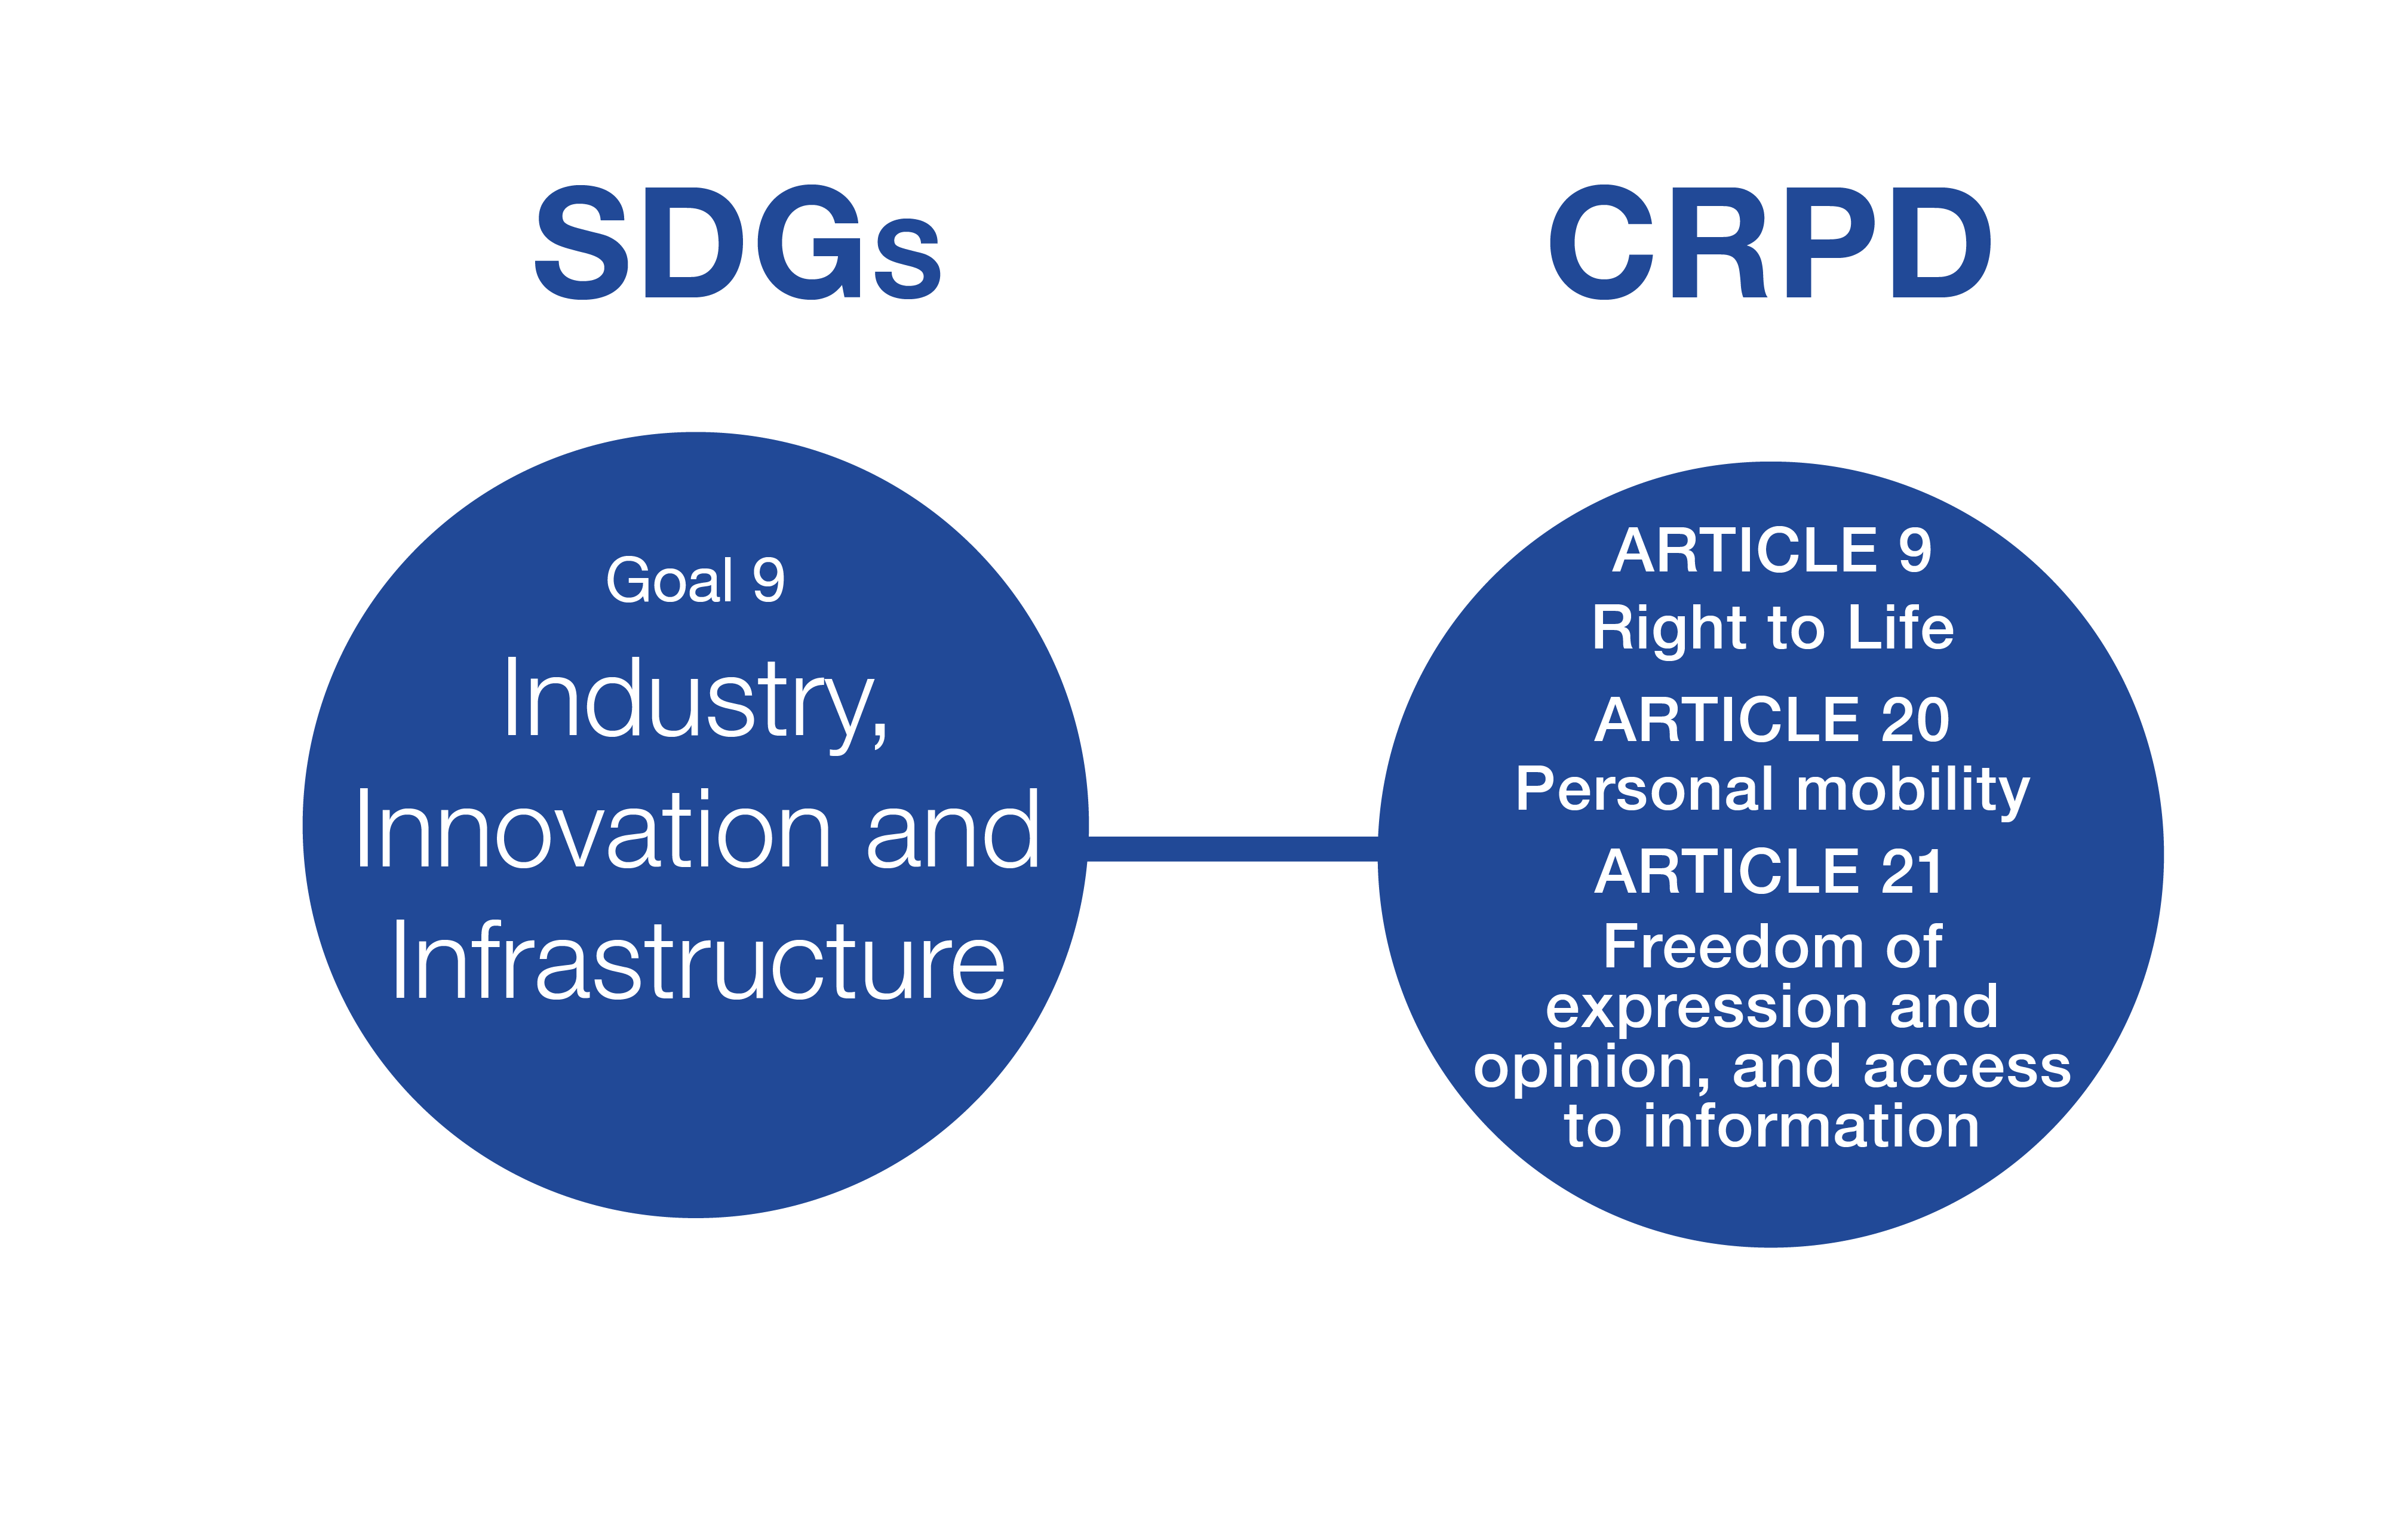 SDGs
CRPD
Goal 9
Industry,
Innovation and
Infrastructure
ARTICLE 9
Right to Life
ARTICLE 20
Personal mobility
ARTICLE 21
Freedom of
expression and
opinion, and access
to information